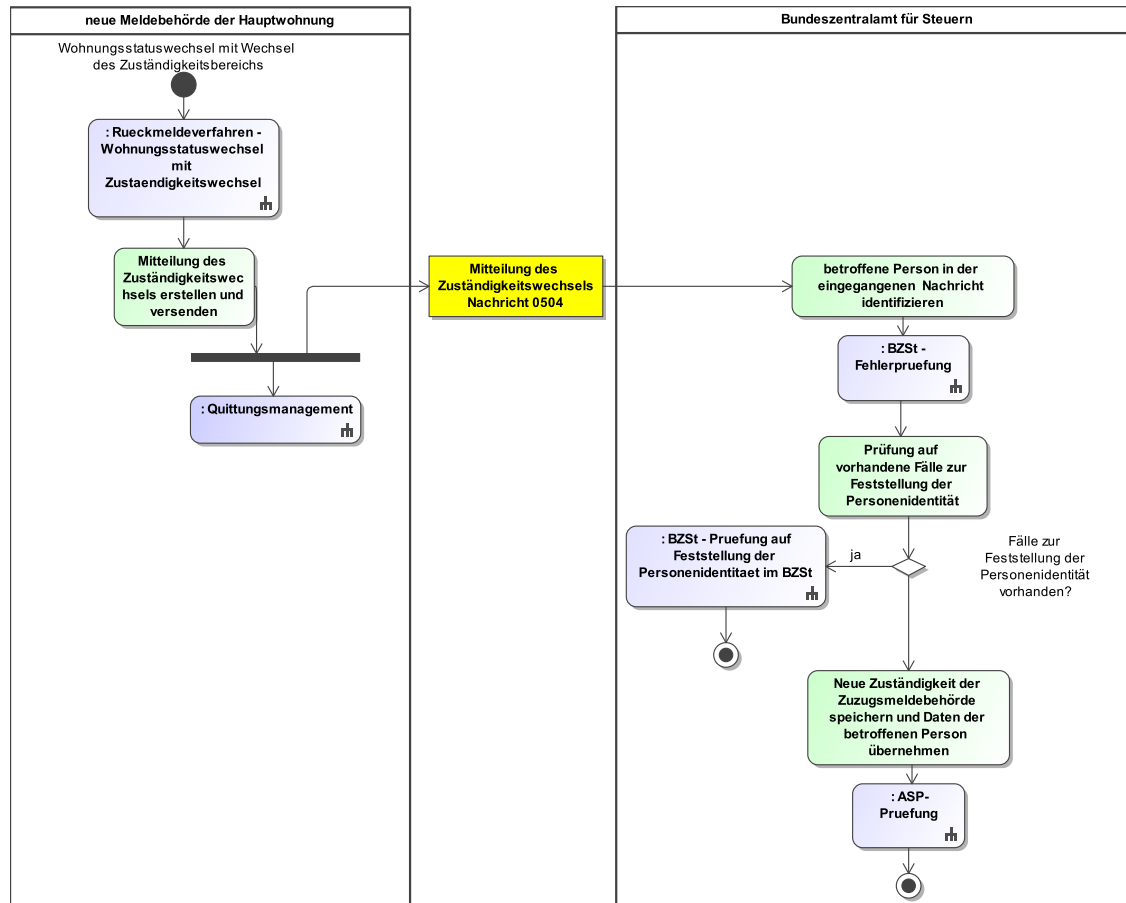 neue Meldebehörde der Hauptwohnung
Wohnungsstatuswechsel mit Wechsel
des Zuständigkeitsbereichs
: Rueckmeldeverfahren -
Wohnungsstatuswechsel
mit
Zustaendigkeitswechsel
Mitteilung des
Zuständigkeitswec
hsels erstellen und
versenden
: Quittungsmanagement
Mitteilung des
Zuständigkeitswechsels
Nachricht 0504
Bundeszentralamt für Steuern
betroffene Person in der
eingegangenen Nachricht
identifizieren
: BZSt -
Fehlerpruefung
Prüfung auf
vorhandene Fälle zur
Feststellung der
Personenidentität
Fälle zur
Feststellung der
Personenidentität
vorhanden?
ja
: BZSt - Pruefung auf
Feststellung der
Personenidentitaet im BZSt
Neue Zuständigkeit der
Zuzugsmeldebehörde
speichern und Daten der
betroffenen Person
übernehmen
: ASP-
Pruefung